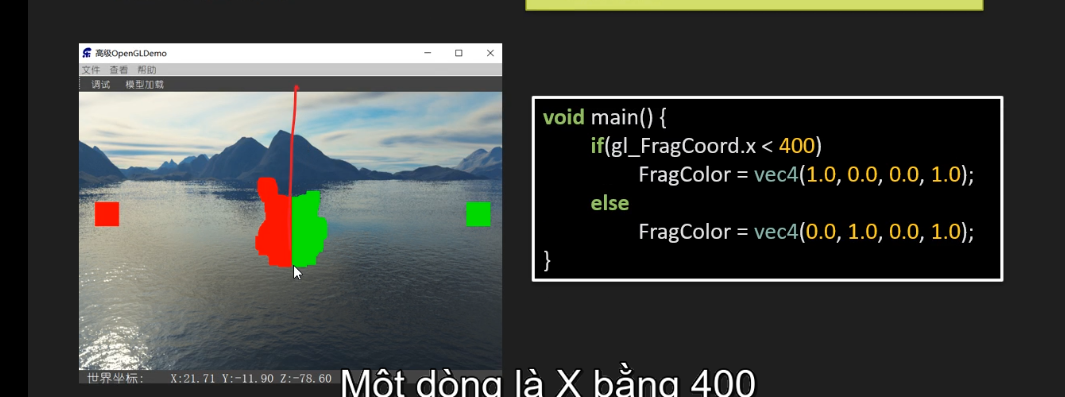 高级OpenGLDemo
文件 查看 帮助
调试 模型加载
void main() {
if(gl_FragCoord.x < 400)
FragColor = vec4(1.0, 0.0, 0.0, 1.0);
else
FragColor = vec4(0.0, 1.0, 0.0, 1.0);
}
世界坐标: X:21.71 Y:-11.90 Z:-78.60
Một dòng là X bằng 400